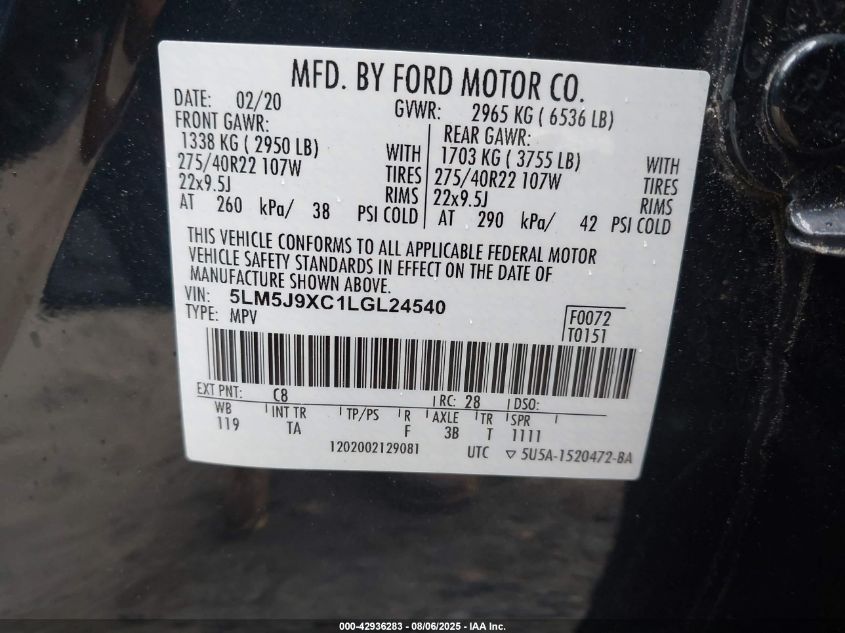 MFD. BY FORD MOTOR CO.
DATE: 02/20 GVWR: 2965 KG ( 6536 LB)
FRONT GAWR: REAR GAWR:
1338 KG ( 2950 LB) WITH 1703 KG ( 3755 LB) WITH
275/40R22 107W TIRES 275/40R22 107W TIRES
22x9.5J RIMS 22x9.5J RIMS
AT 260 kPa/ 38 PSI COLD AT 290 kPa/ 42 PSI COLD
THIS VEHICLE CONFORMS TO ALL APPLICABLE FEDERAL MOTOR
VEHICLE SAFETY STANDARDS IN EFFECT ON THE DATE OF
MANUFACTURE SHOWN ABOVE.
VIN: 5LM5J9XC1LGL24540 F0072
TYPE: MPV T0151
EXT PNT: C8 RC: 28 DSO:
WB INT TR TP/PS R AXLE TR SPR
119 TA F 3B T 1111
1202002129081 UTC ▽ 5U5A-1520472-BA
000-42936283 - 08/06/2025 - IAA Inc.